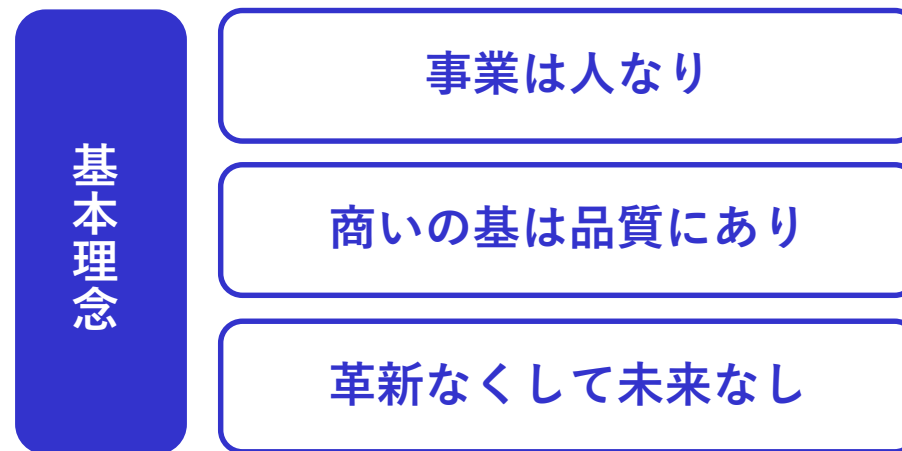 基本理念
事業は人なり
商いの基は品質にあり
革新なくして未来なし